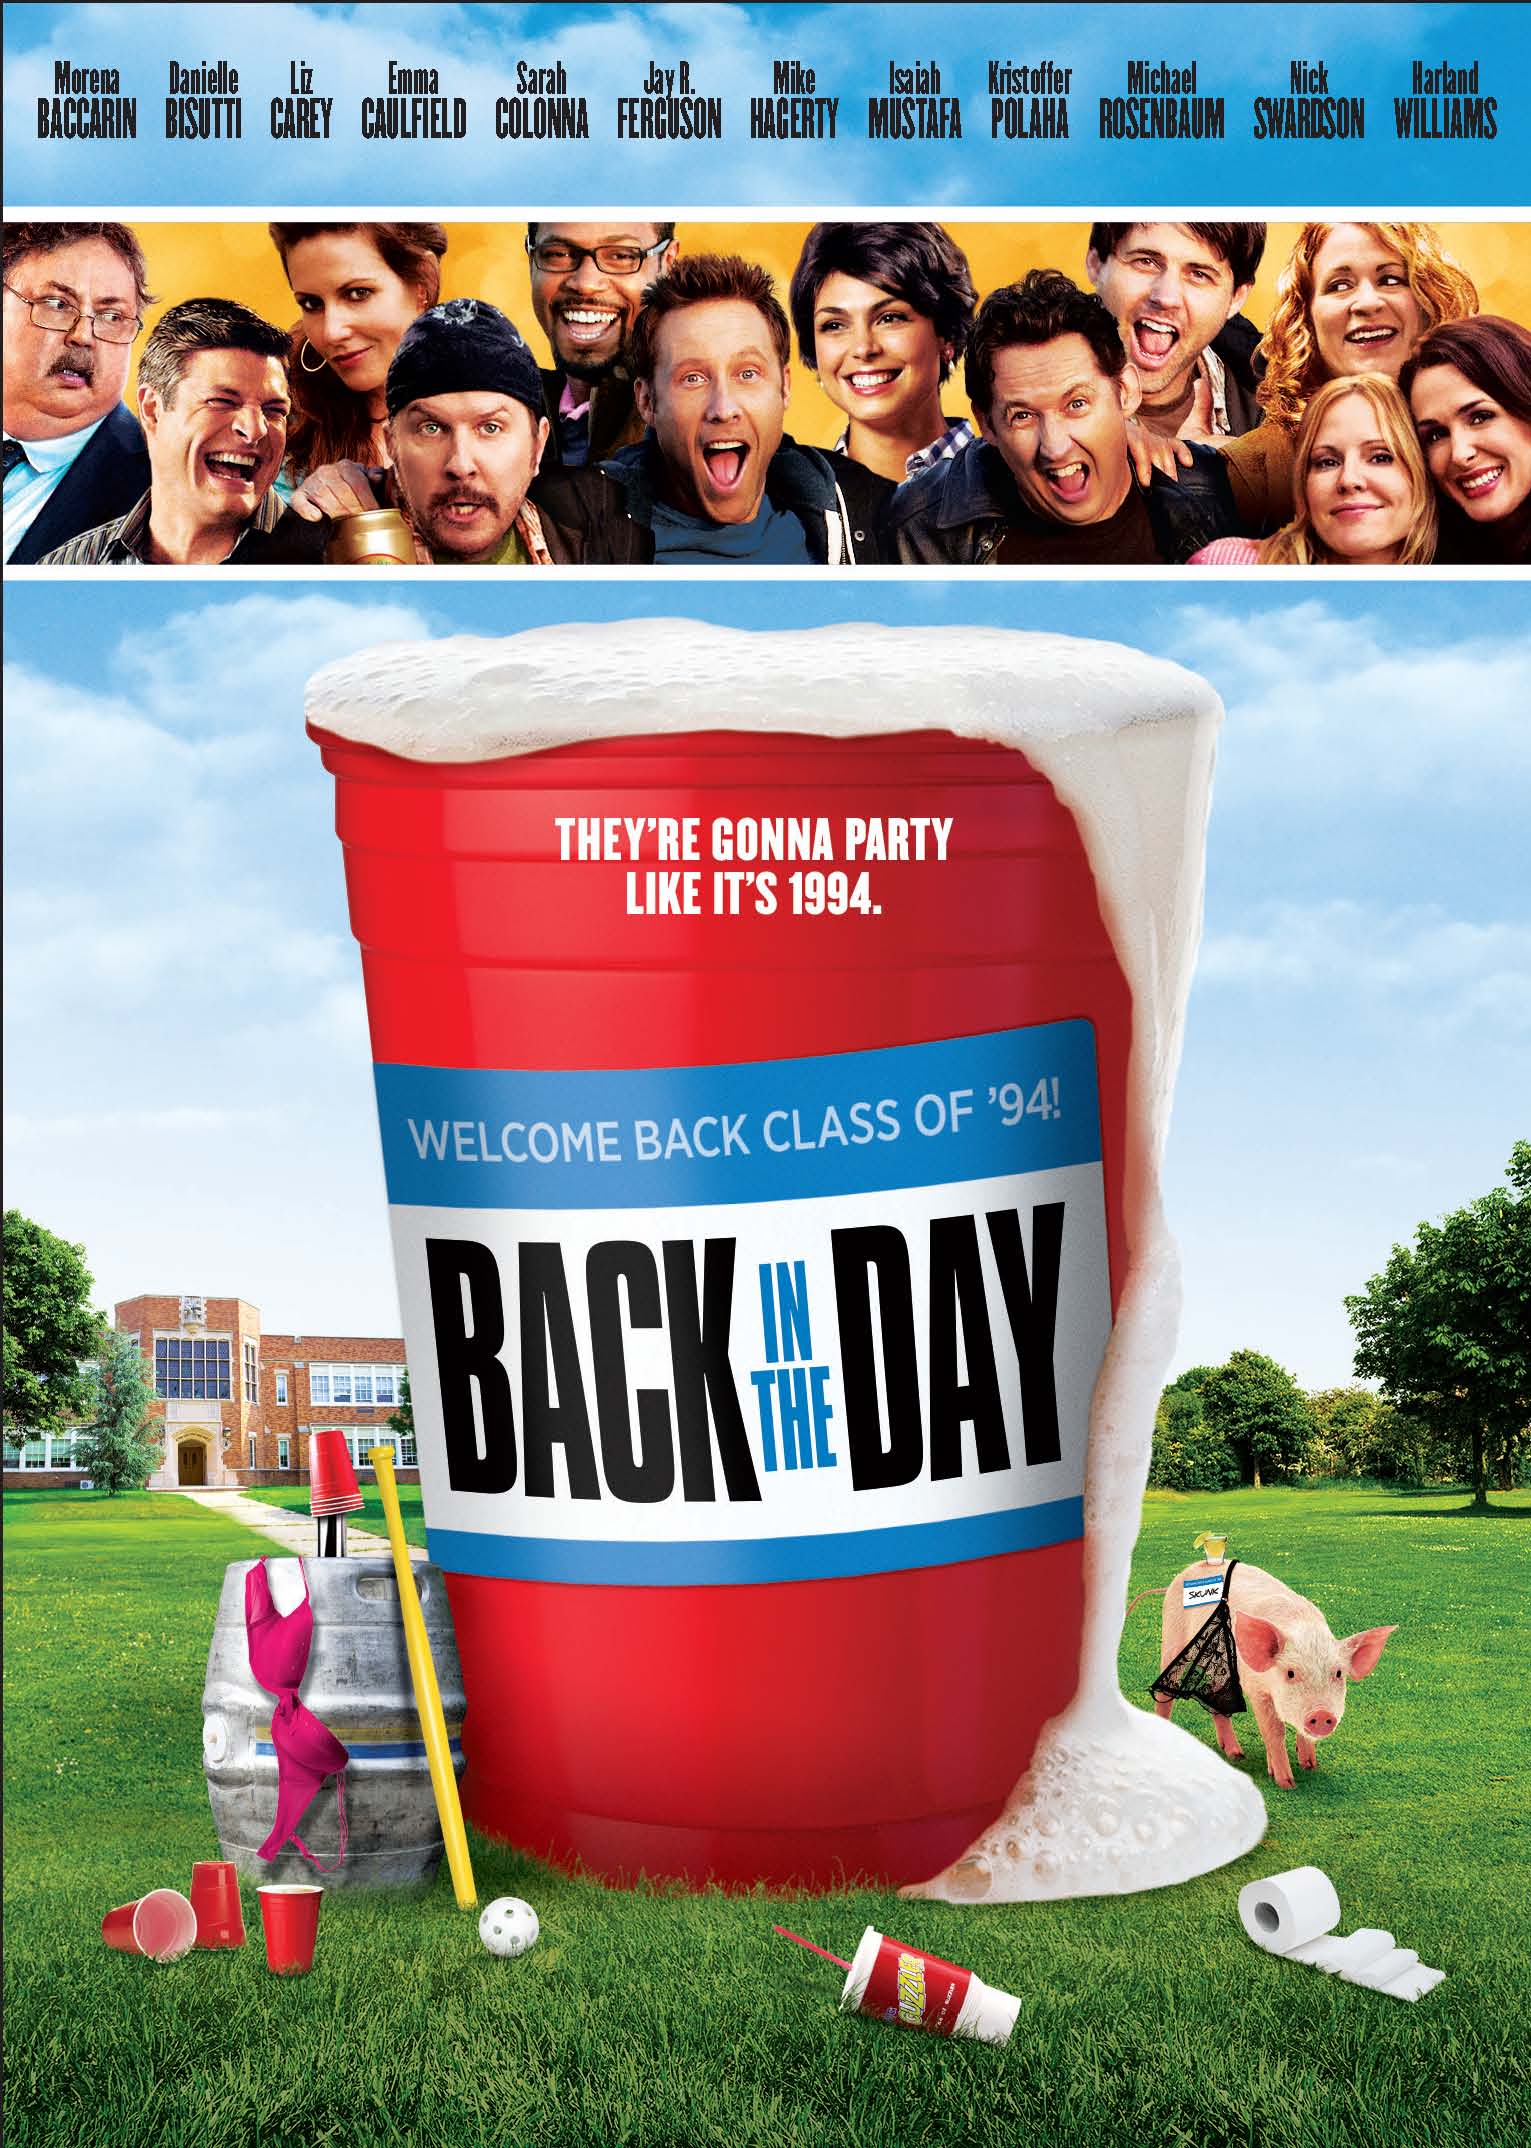 Morena Danielle Liz Emma Sarah Jay R. Mike Isaiah Kristoffer Michael Nick Harland
BACCARIN BISUTTI CAREY CAULFIELD COLONNA FERGUSON HAGERTY MUSTAFA POLAHA ROSENBAUM SWARDSON WILLIAMS
THEY'RE GONNA PARTY
LIKE IT'S 1994.
WELCOME BACK CLASS OF '94!
BACK IN THE DAY
SKUNK
GUZZLER